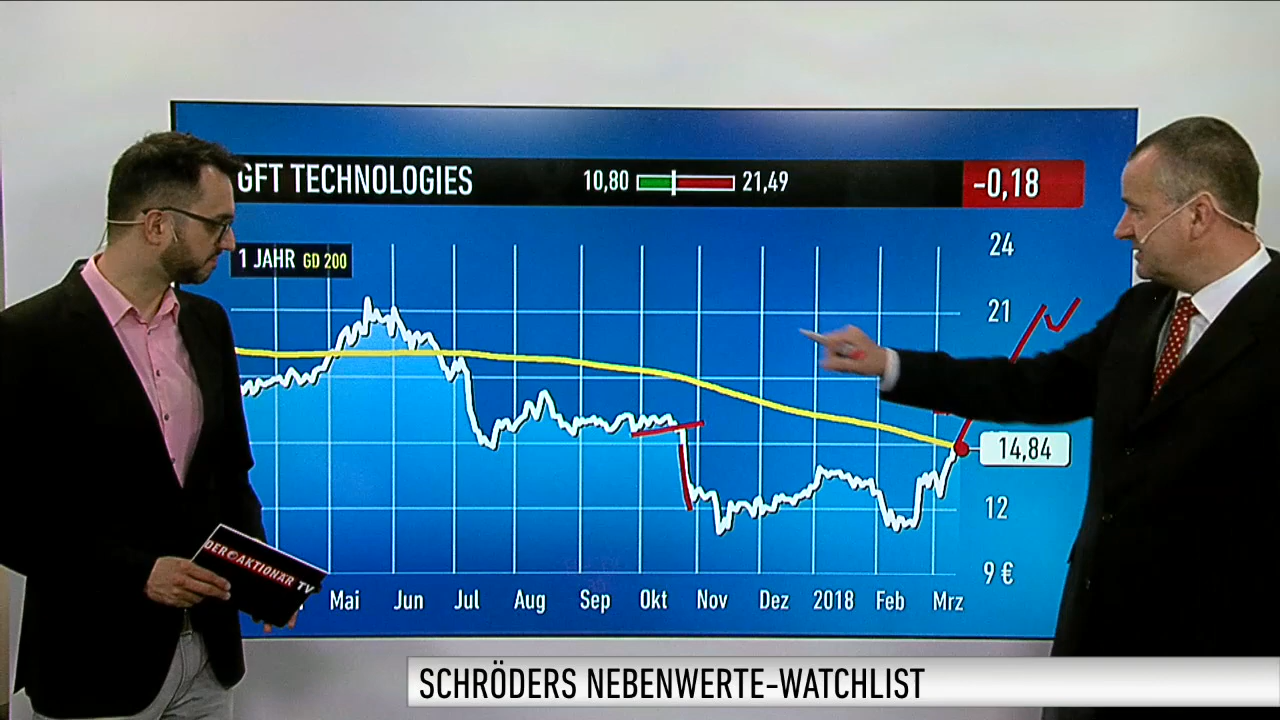 GFT TECHNOLOGIES
10,80 21,49
-0,18
1 JAHR GD 200
24
21
14,84
12
9 €
Mai Jun Jul Aug Sep Okt Nov Dez 2018 Feb Mrz
DER AKTIONÄR TV
SCHRÖDERS NEBENWERTE-WATCHLIST